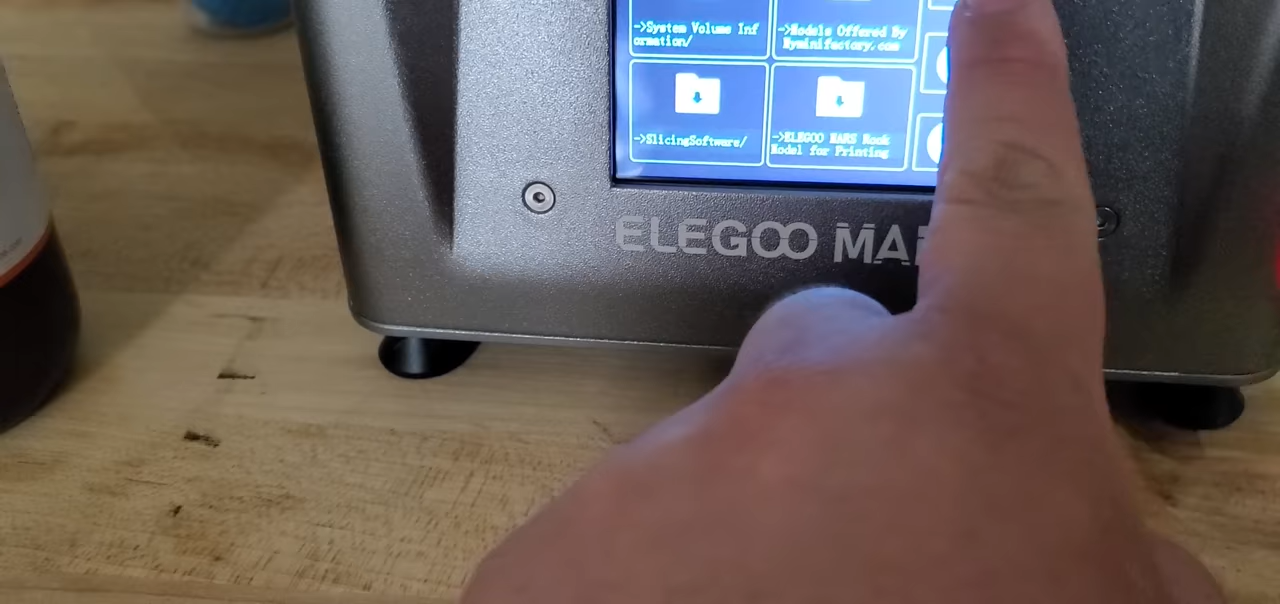 ->System Volume Inf
ormation/
->Models Offered By
Myminifactory.com
->SlicingSoftware/
->ELEGOO MARS Rook
Model for Printing
ELEGOO MAR